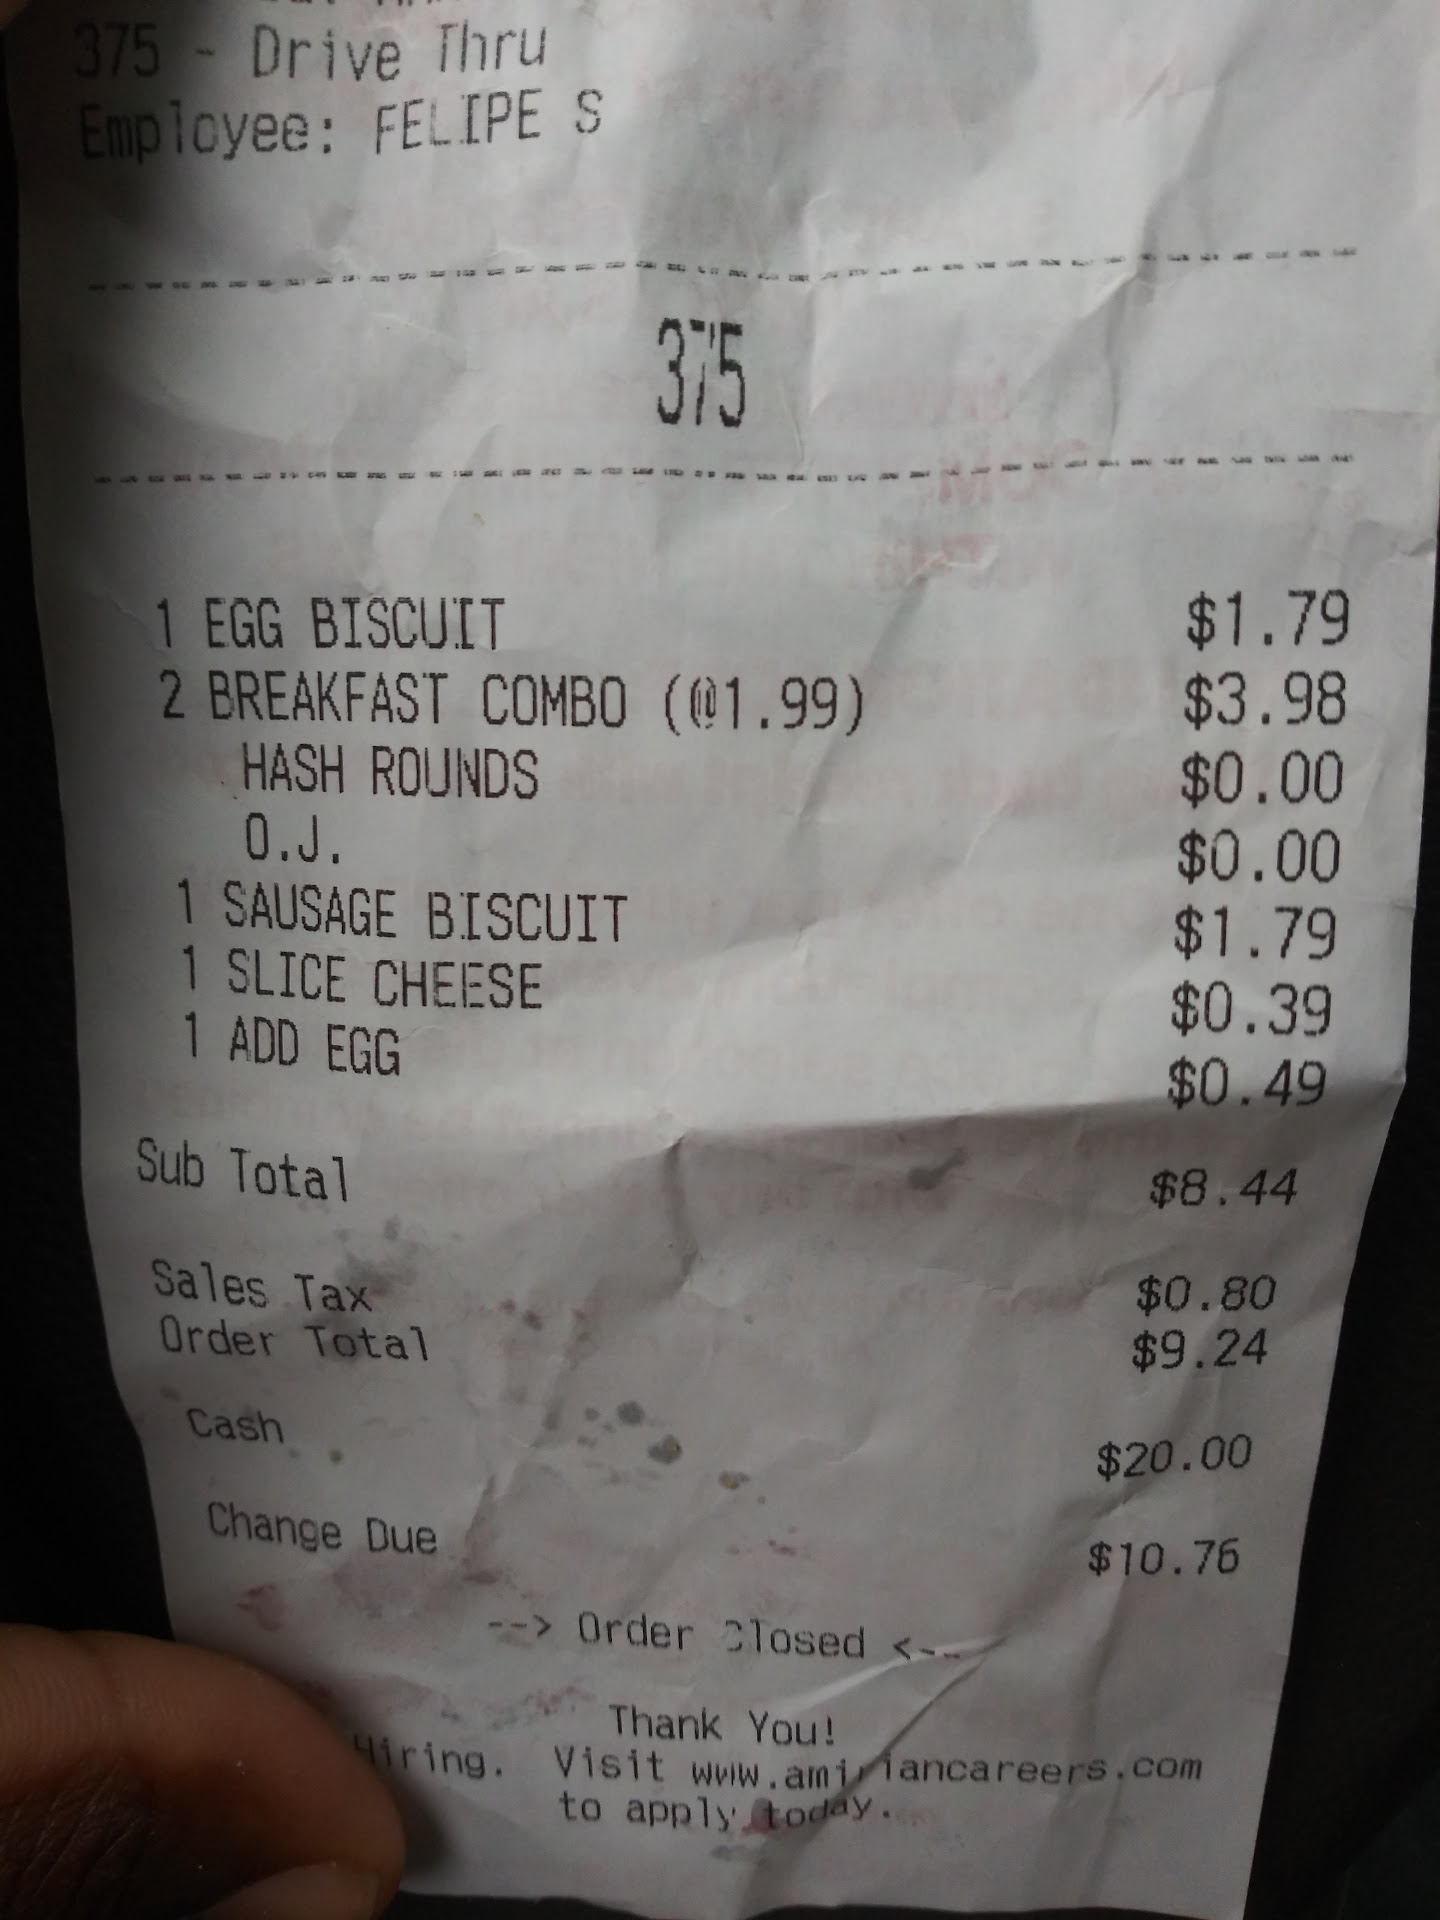 375 - Drive Thru
Employee: FELIPE S
375
1 EGG BISCUIT $1.79
2 BREAKFAST COMBO (@1.99) $3.98
HASH ROUNDS $0.00
O.J. $0.00
1 SAUSAGE BISCUIT $1.79
1 SLICE CHEESE $0.39
1 ADD EGG $0.49
Sub Total $8.44
Sales Tax $0.80
Order Total $9.24
Cash $20.00
Change Due $10.76
--> Order Closed <--
Thank You!
Hiring. Visit
to apply today.